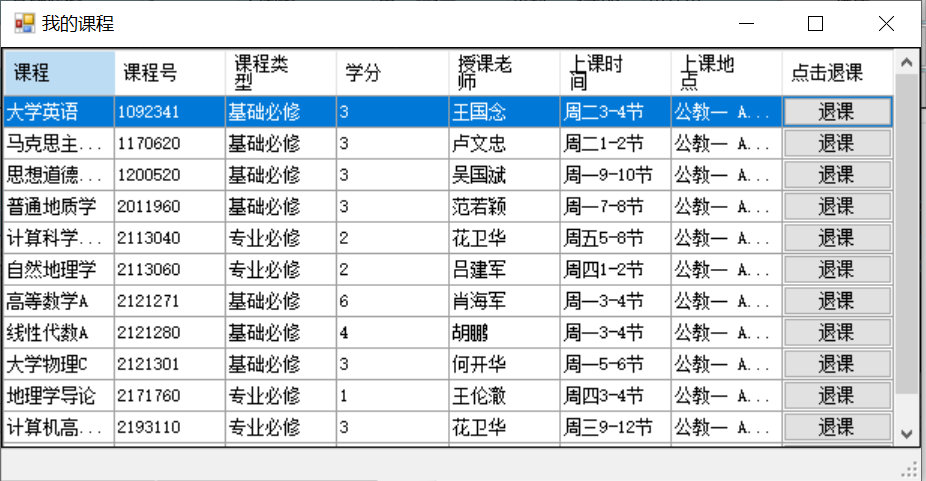 我的课程
课程 课程号 课程类型 学分 授课老师 上课时间 上课地点 点击退课
大学英语 1092341 基础必修 3 王国念 周二3-4节 公教一 A... 退课
马克思主... 1170620 基础必修 3 卢文忠 周二1-2节 公教一 A... 退课
思想道德... 1200520 基础必修 3 吴国斌 周一9-10节 公教一 A... 退课
普通地质学 2011960 基础必修 3 范若颖 周一7-8节 公教一 A... 退课
计算科学... 2113040 专业必修 2 花卫华 周五5-8节 公教一 A... 退课
自然地理学 2113060 专业必修 2 吕建军 周四1-2节 公教一 A... 退课
高等数学A 2121271 基础必修 6 肖海军 周一3-4节 公教一 A... 退课
线性代数A 2121280 基础必修 4 胡鹏 周一3-4节 公教一 A... 退课
大学物理C 2121301 基础必修 3 何开华 周一5-6节 公教一 A... 退课
地理学导论 2171760 专业必修 1 王伦澈 周四3-4节 公教一 A... 退课
计算机高... 2193110 专业必修 3 花卫华 周三9-12节 公教一 A... 退课